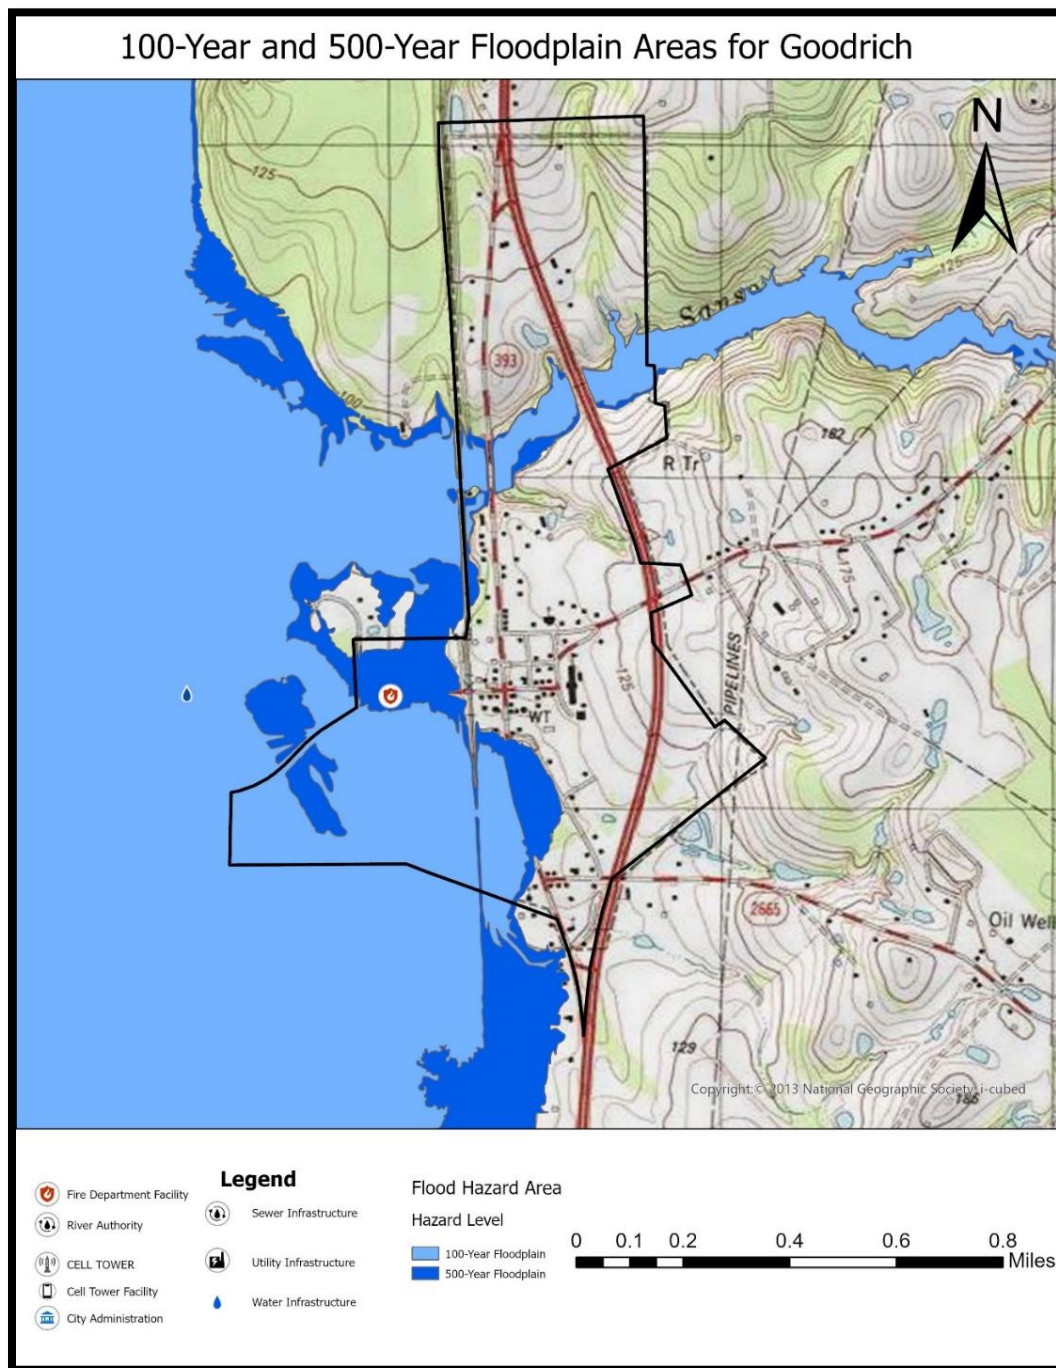 100-Year and 500-Year Floodplain Areas for Goodrich
N
125
125
393
100
182
R Tr
175
PIPELINES
125
WT
2665
Oil Well
129
Copyright:© 2013 National Geographic Society, i-cubed
Legend
Fire Department Facility
River Authority
CELL TOWER
Cell Tower Facility
City Administration
Sewer Infrastructure
Utility Infrastructure
Water Infrastructure
Flood Hazard Area
Hazard Level
100-Year Floodplain
500-Year Floodplain
0 0.1 0.2 0.4 0.6 0.8
Miles